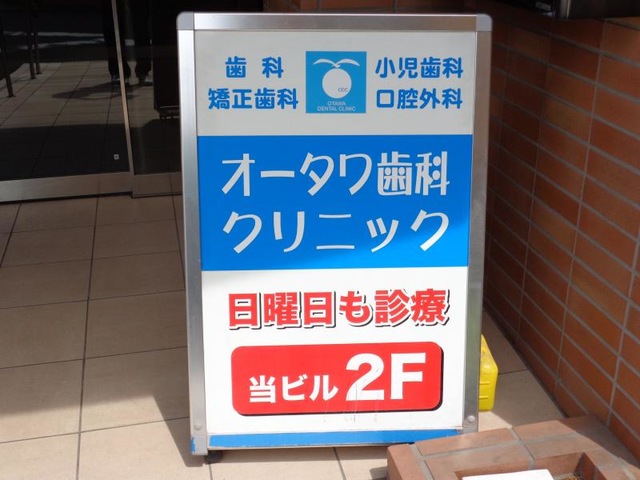 歯科
小児歯科
矯正歯科
口腔外科
ODC
OTAWA
DENTAL CLINIC
オータワ歯科
クリニック
日曜日も診療
当ビル2F